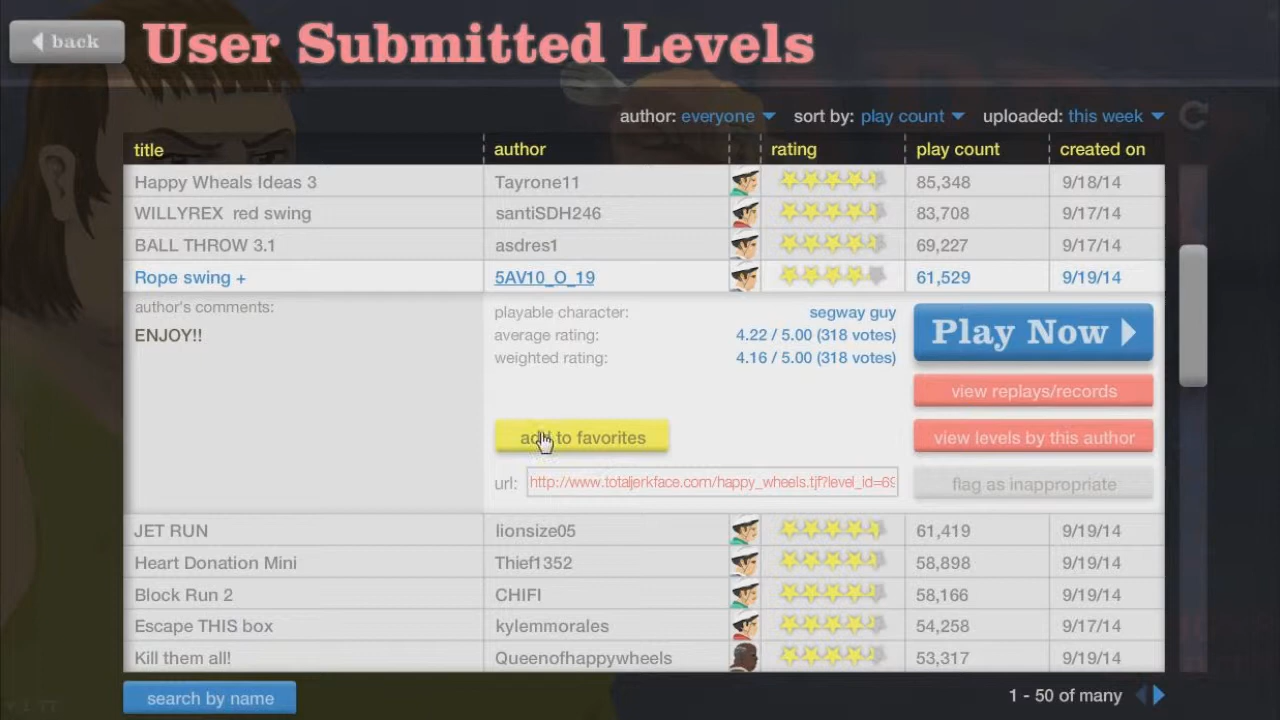 back
User Submitted Levels
author: everyone sort by: play count uploaded: this week
title author rating play count created on
Happy Wheals Ideas 3 Tayrone11 85,348 9/18/14
WILLYREX red swing santiSDH246 83,708 9/17/14
BALL THROW 3.1 asdres1 69,227 9/17/14
Rope swing + 5AV10_O_19 61,529 9/19/14
author's comments:
ENJOY!!
playable character: segway guy
average rating: 4.22 / 5.00 (318 votes)
weighted rating: 4.16 / 5.00 (318 votes)
Play Now
view replays/records
add to favorites
view levels by this author
url: http://www.totaljerkface.com/happy_wheels.tjf?level_id=69
flag as inappropriate
JET RUN lionsize05 61,419 9/19/14
Heart Donation Mini Thief1352 58,898 9/19/14
Block Run 2 CHIFI 58,166 9/19/14
Escape THIS box kylemmorales 54,258 9/17/14
Kill them all! Queenofhappywheels 53,317 9/19/14
search by name
1 - 50 of many